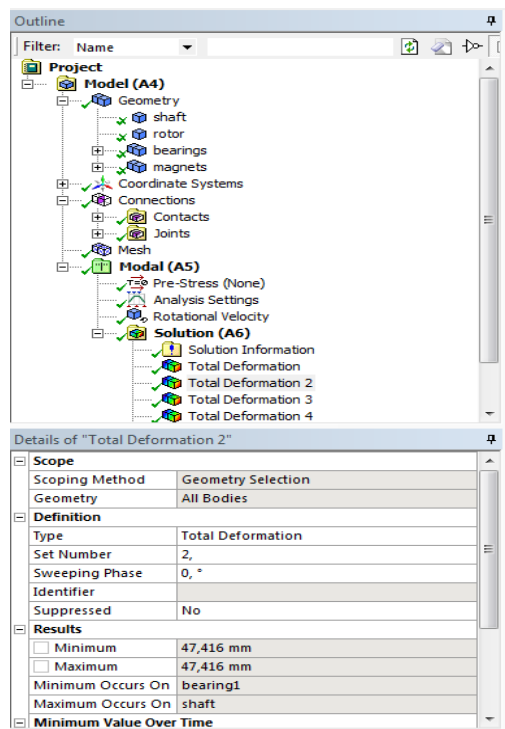 Outline
Filter: Name
Project
Model (A4)
Geometry
shaft
rotor
bearings
magnets
Coordinate Systems
Connections
Contacts
Joints
Mesh
Modal (A5)
Pre-Stress (None)
Analysis Settings
Rotational Velocity
Solution (A6)
Solution Information
Total Deformation
Total Deformation 2
Total Deformation 3
Total Deformation 4
Details of "Total Deformation 2"
Scope
Scoping Method Geometry Selection
Geometry All Bodies
Definition
Type Total Deformation
Set Number 2,
Sweeping Phase 0, °
Identifier
Suppressed No
Results
Minimum 47,416 mm
Maximum 47,416 mm
Minimum Occurs On bearing1
Maximum Occurs On shaft
Minimum Value Over Time